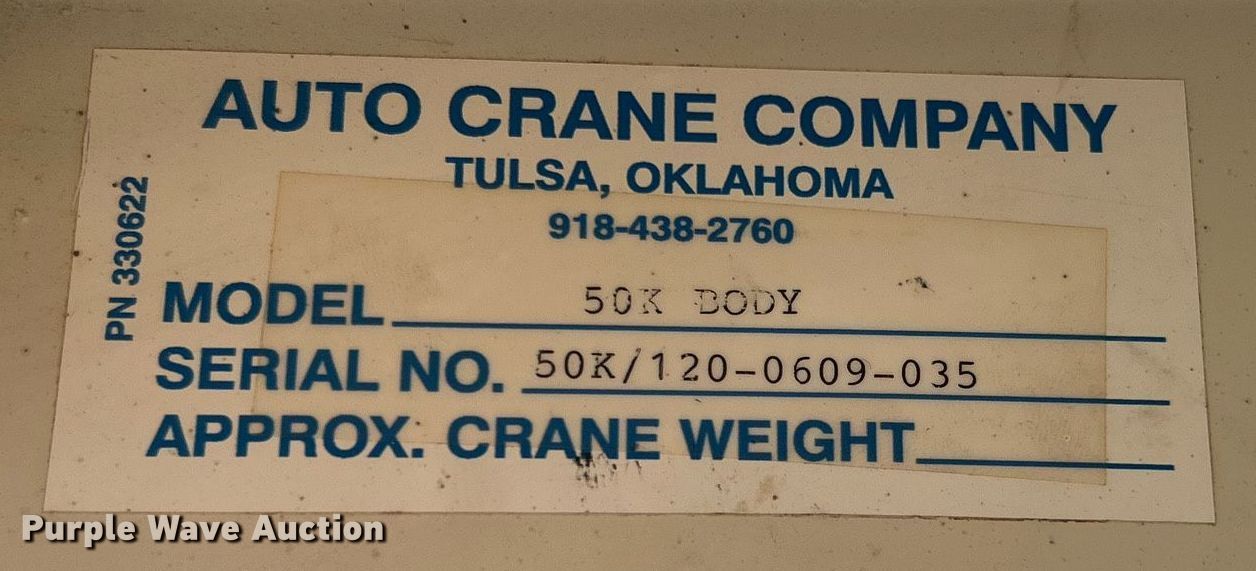 AUTO CRANE COMPANY
TULSA, OKLAHOMA
918-438-2760
PN 330622
MODEL 50K BODY
SERIAL NO. 50K/120-0609-035
APPROX. CRANE WEIGHT
Purple Wave Auction